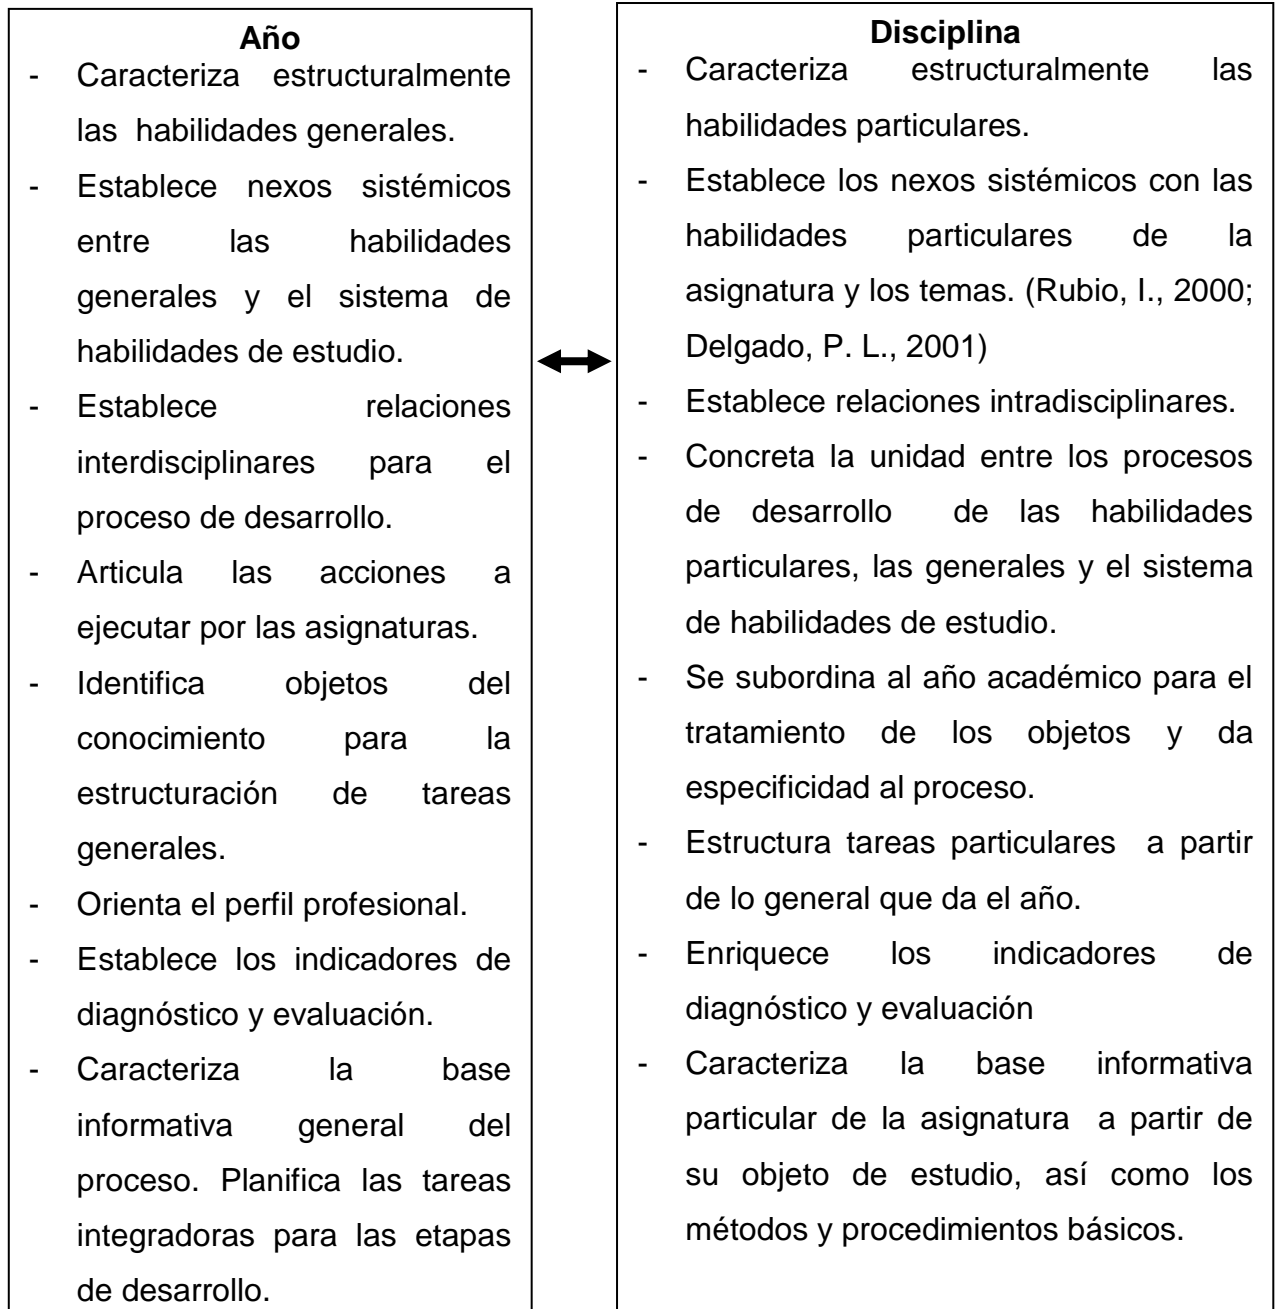 Año
- Caracteriza estructuralmente
las habilidades generales.
- Establece nexos sistémicos
entre las habilidades
generales y el sistema de
habilidades de estudio.
- Establece relaciones
interdisciplinares para el
proceso de desarrollo.
- Articula las acciones a
ejecutar por las asignaturas.
- Identifica objetos del
conocimiento para la
estructuración de tareas
generales.
- Orienta el perfil profesional.
- Establece los indicadores de
diagnóstico y evaluación.
- Caracteriza la base
informativa general del
proceso. Planifica las tareas
integradoras para las etapas
de desarrollo.
Disciplina
- Caracteriza estructuralmente las
habilidades particulares.
- Establece los nexos sistémicos con las
habilidades particulares de la
asignatura y los temas. (Rubio, I., 2000;
Delgado, P. L., 2001)
- Establece relaciones intradisciplinares.
- Concreta la unidad entre los procesos
de desarrollo de las habilidades
particulares, las generales y el sistema
de habilidades de estudio.
- Se subordina al año académico para el
tratamiento de los objetos y da
especificidad al proceso.
- Estructura tareas particulares a partir
de lo general que da el año.
- Enriquece los indicadores de
diagnóstico y evaluación
- Caracteriza la base informativa
particular de la asignatura a partir de
su objeto de estudio, así como los
métodos y procedimientos básicos.